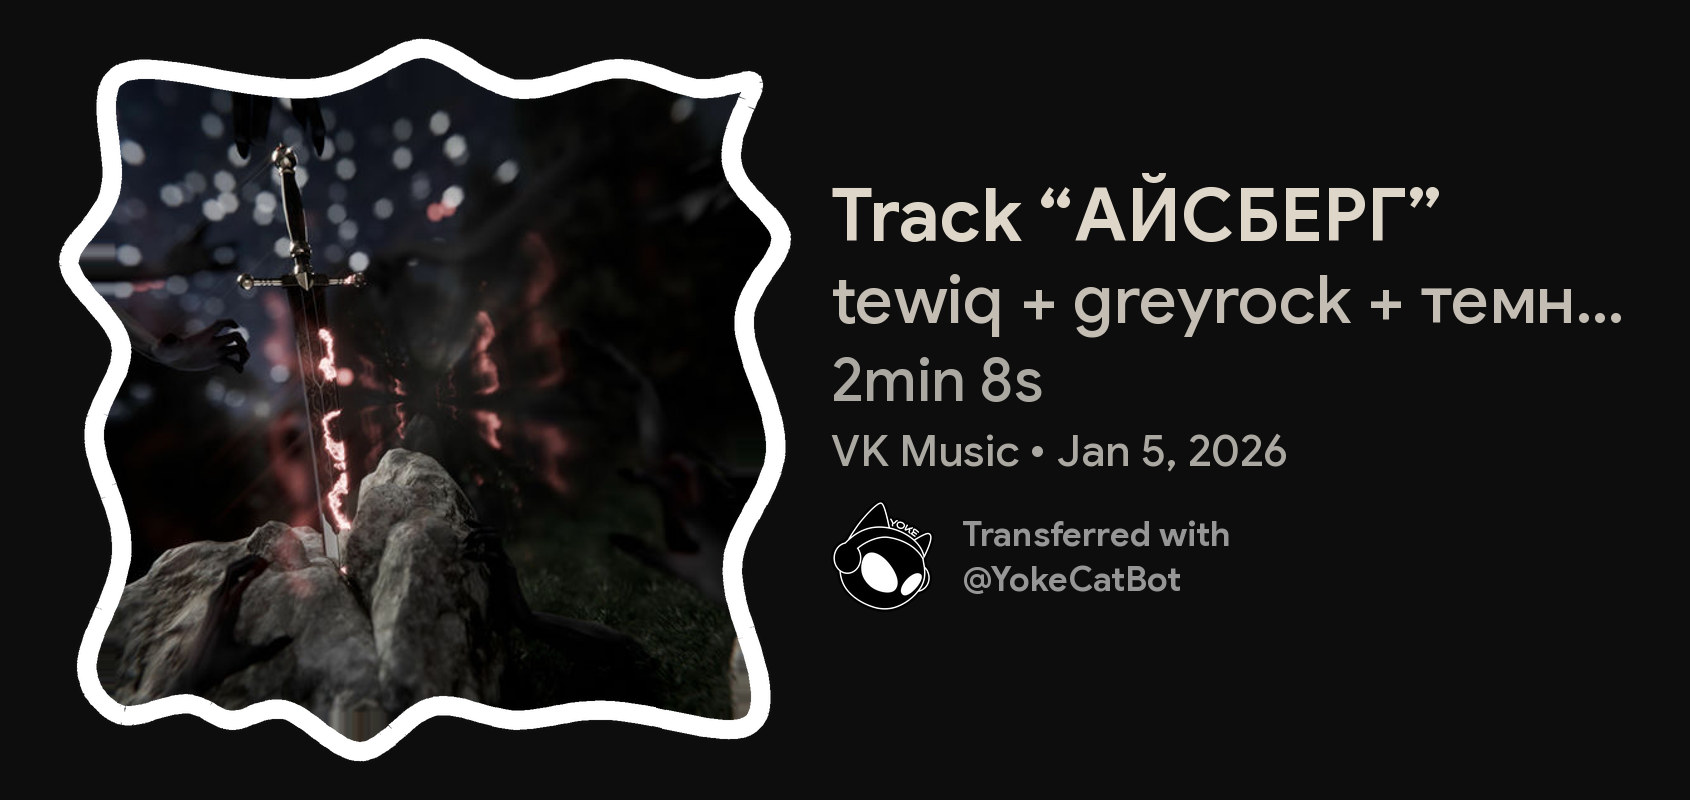 Track “АЙСБЕРГ”
tewiq + greyrock + темн...
2min 8s
VK Music • Jan 5, 2026
YOKE
Transferred with
@YokeCatBot